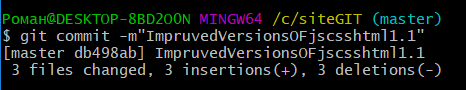 Роман@DESKTOP-8BD2O0N MINGW64 /c/siteGIT (master)
$ git commit -m"ImpruvedVersionsOFjscsshtml1.1"
[master db498ab] ImpruvedVersionsOFjscsshtml1.1
3 files changed, 3 insertions(+), 3 deletions(-)